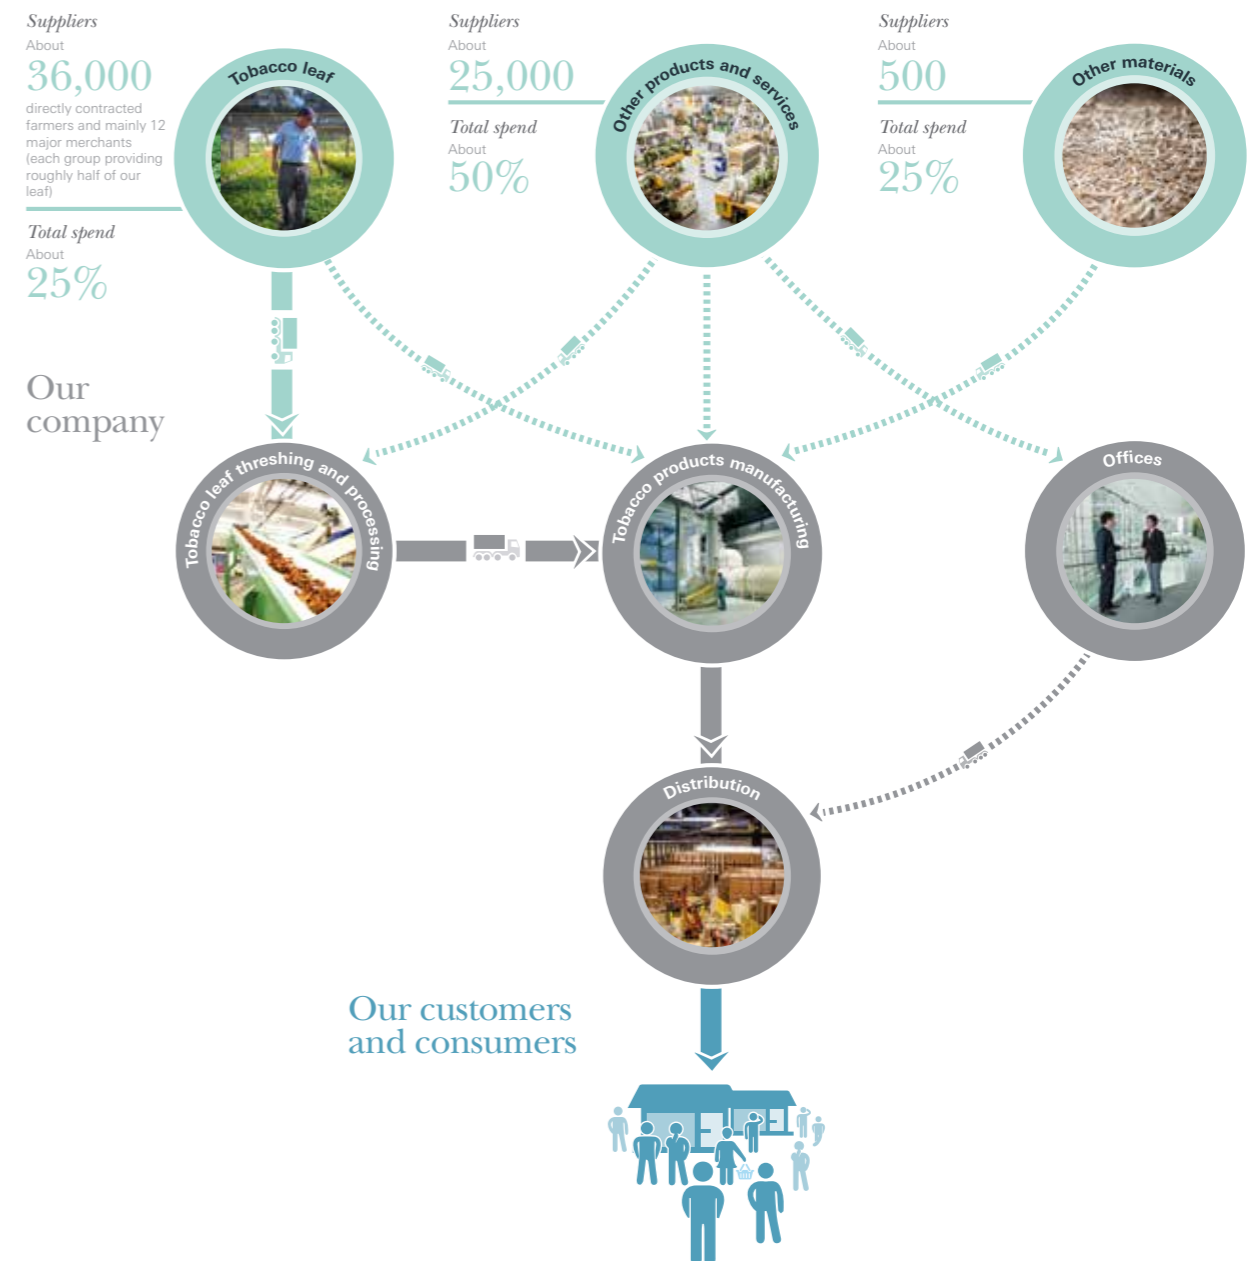 Suppliers
About
36,000
directly contracted
farmers and mainly 12
major merchants
(each group providing
roughly half of our
leaf)
Total spend
About
25%
Tobacco leaf
Suppliers
About
25,000
Total spend
About
50%
Other products and services
Suppliers
About
500
Total spend
About
25%
Other materials
Our
company
Tobacco leaf threshing and processing
Tobacco products manufacturing
Offices
Distribution
Our customers
and consumers